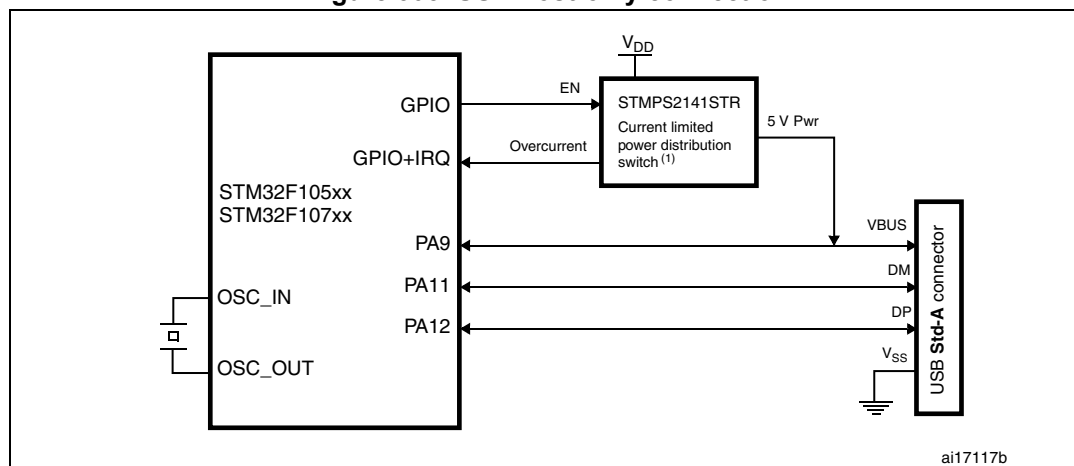 V_DD
EN
STMPS2141STR
GPIO
5 V Pwr
Current limited
power distribution
switch (1)
Overcurrent
GPIO+IRQ
STM32F105xx
STM32F107xx
VBUS
PA9
DM
PA11
OSC_IN
DP
PA12
V_SS
OSC_OUT
USB Std-A connector
ai17117b